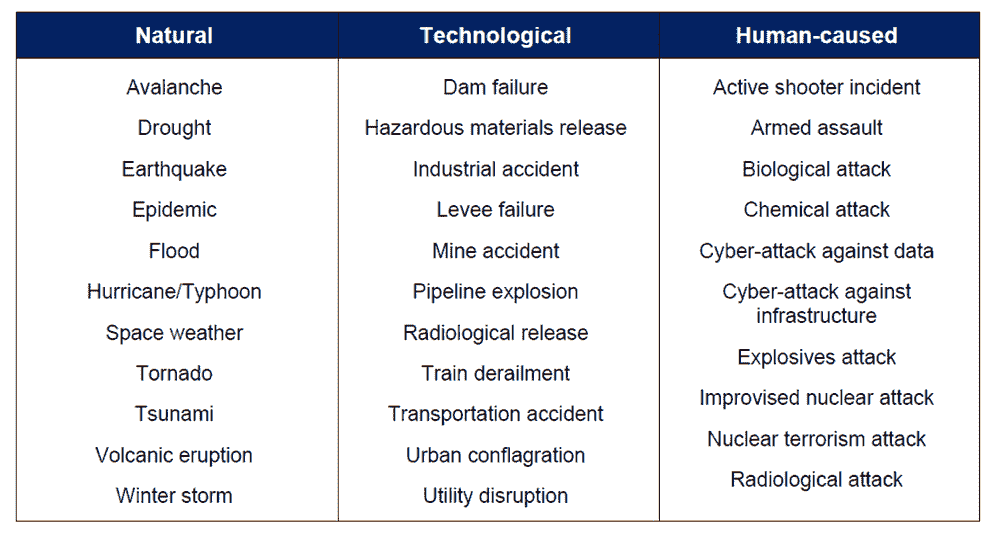 Natural
Technological
Human-caused
Avalanche
Drought
Earthquake
Epidemic
Flood
Hurricane/Typhoon
Space weather
Tornado
Tsunami
Volcanic eruption
Winter storm
Dam failure
Hazardous materials release
Industrial accident
Levee failure
Mine accident
Pipeline explosion
Radiological release
Train derailment
Transportation accident
Urban conflagration
Utility disruption
Active shooter incident
Armed assault
Biological attack
Chemical attack
Cyber-attack against data
Cyber-attack against
infrastructure
Explosives attack
Improvised nuclear attack
Nuclear terrorism attack
Radiological attack